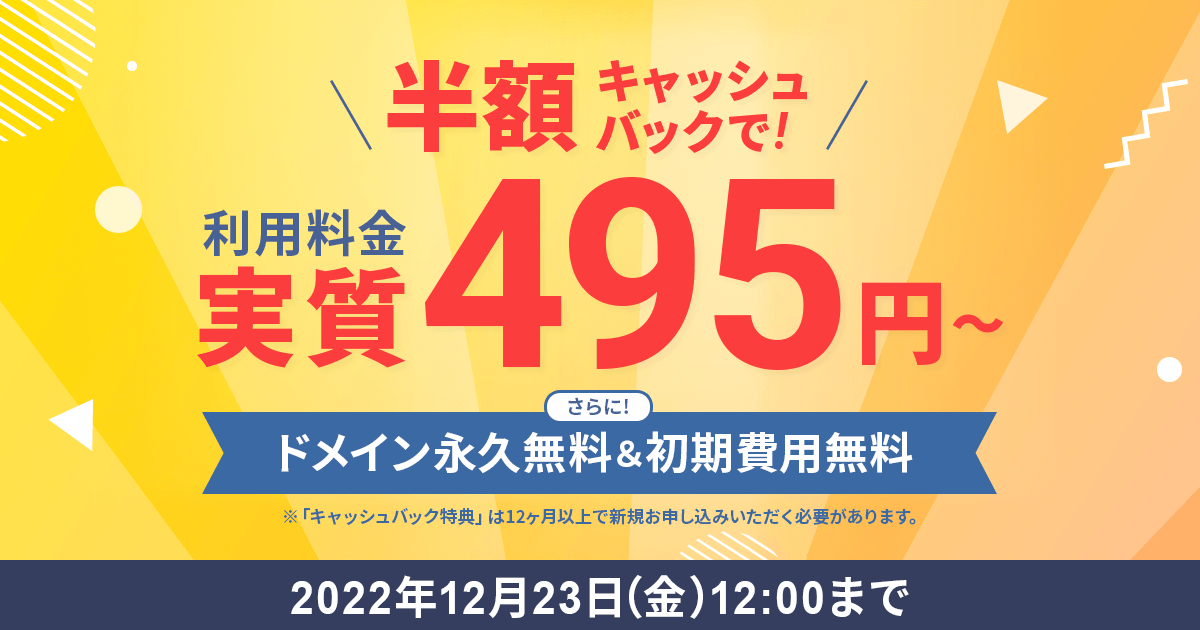 半額
キャッシュ
バックで!
利用料金
実質
495円~
さらに!
ドメイン永久無料&初期費用無料
※「キャッシュバック特典」は12ヶ月以上で新規お申し込みいただく必要があります。
2022年12月23日(金)12:00まで